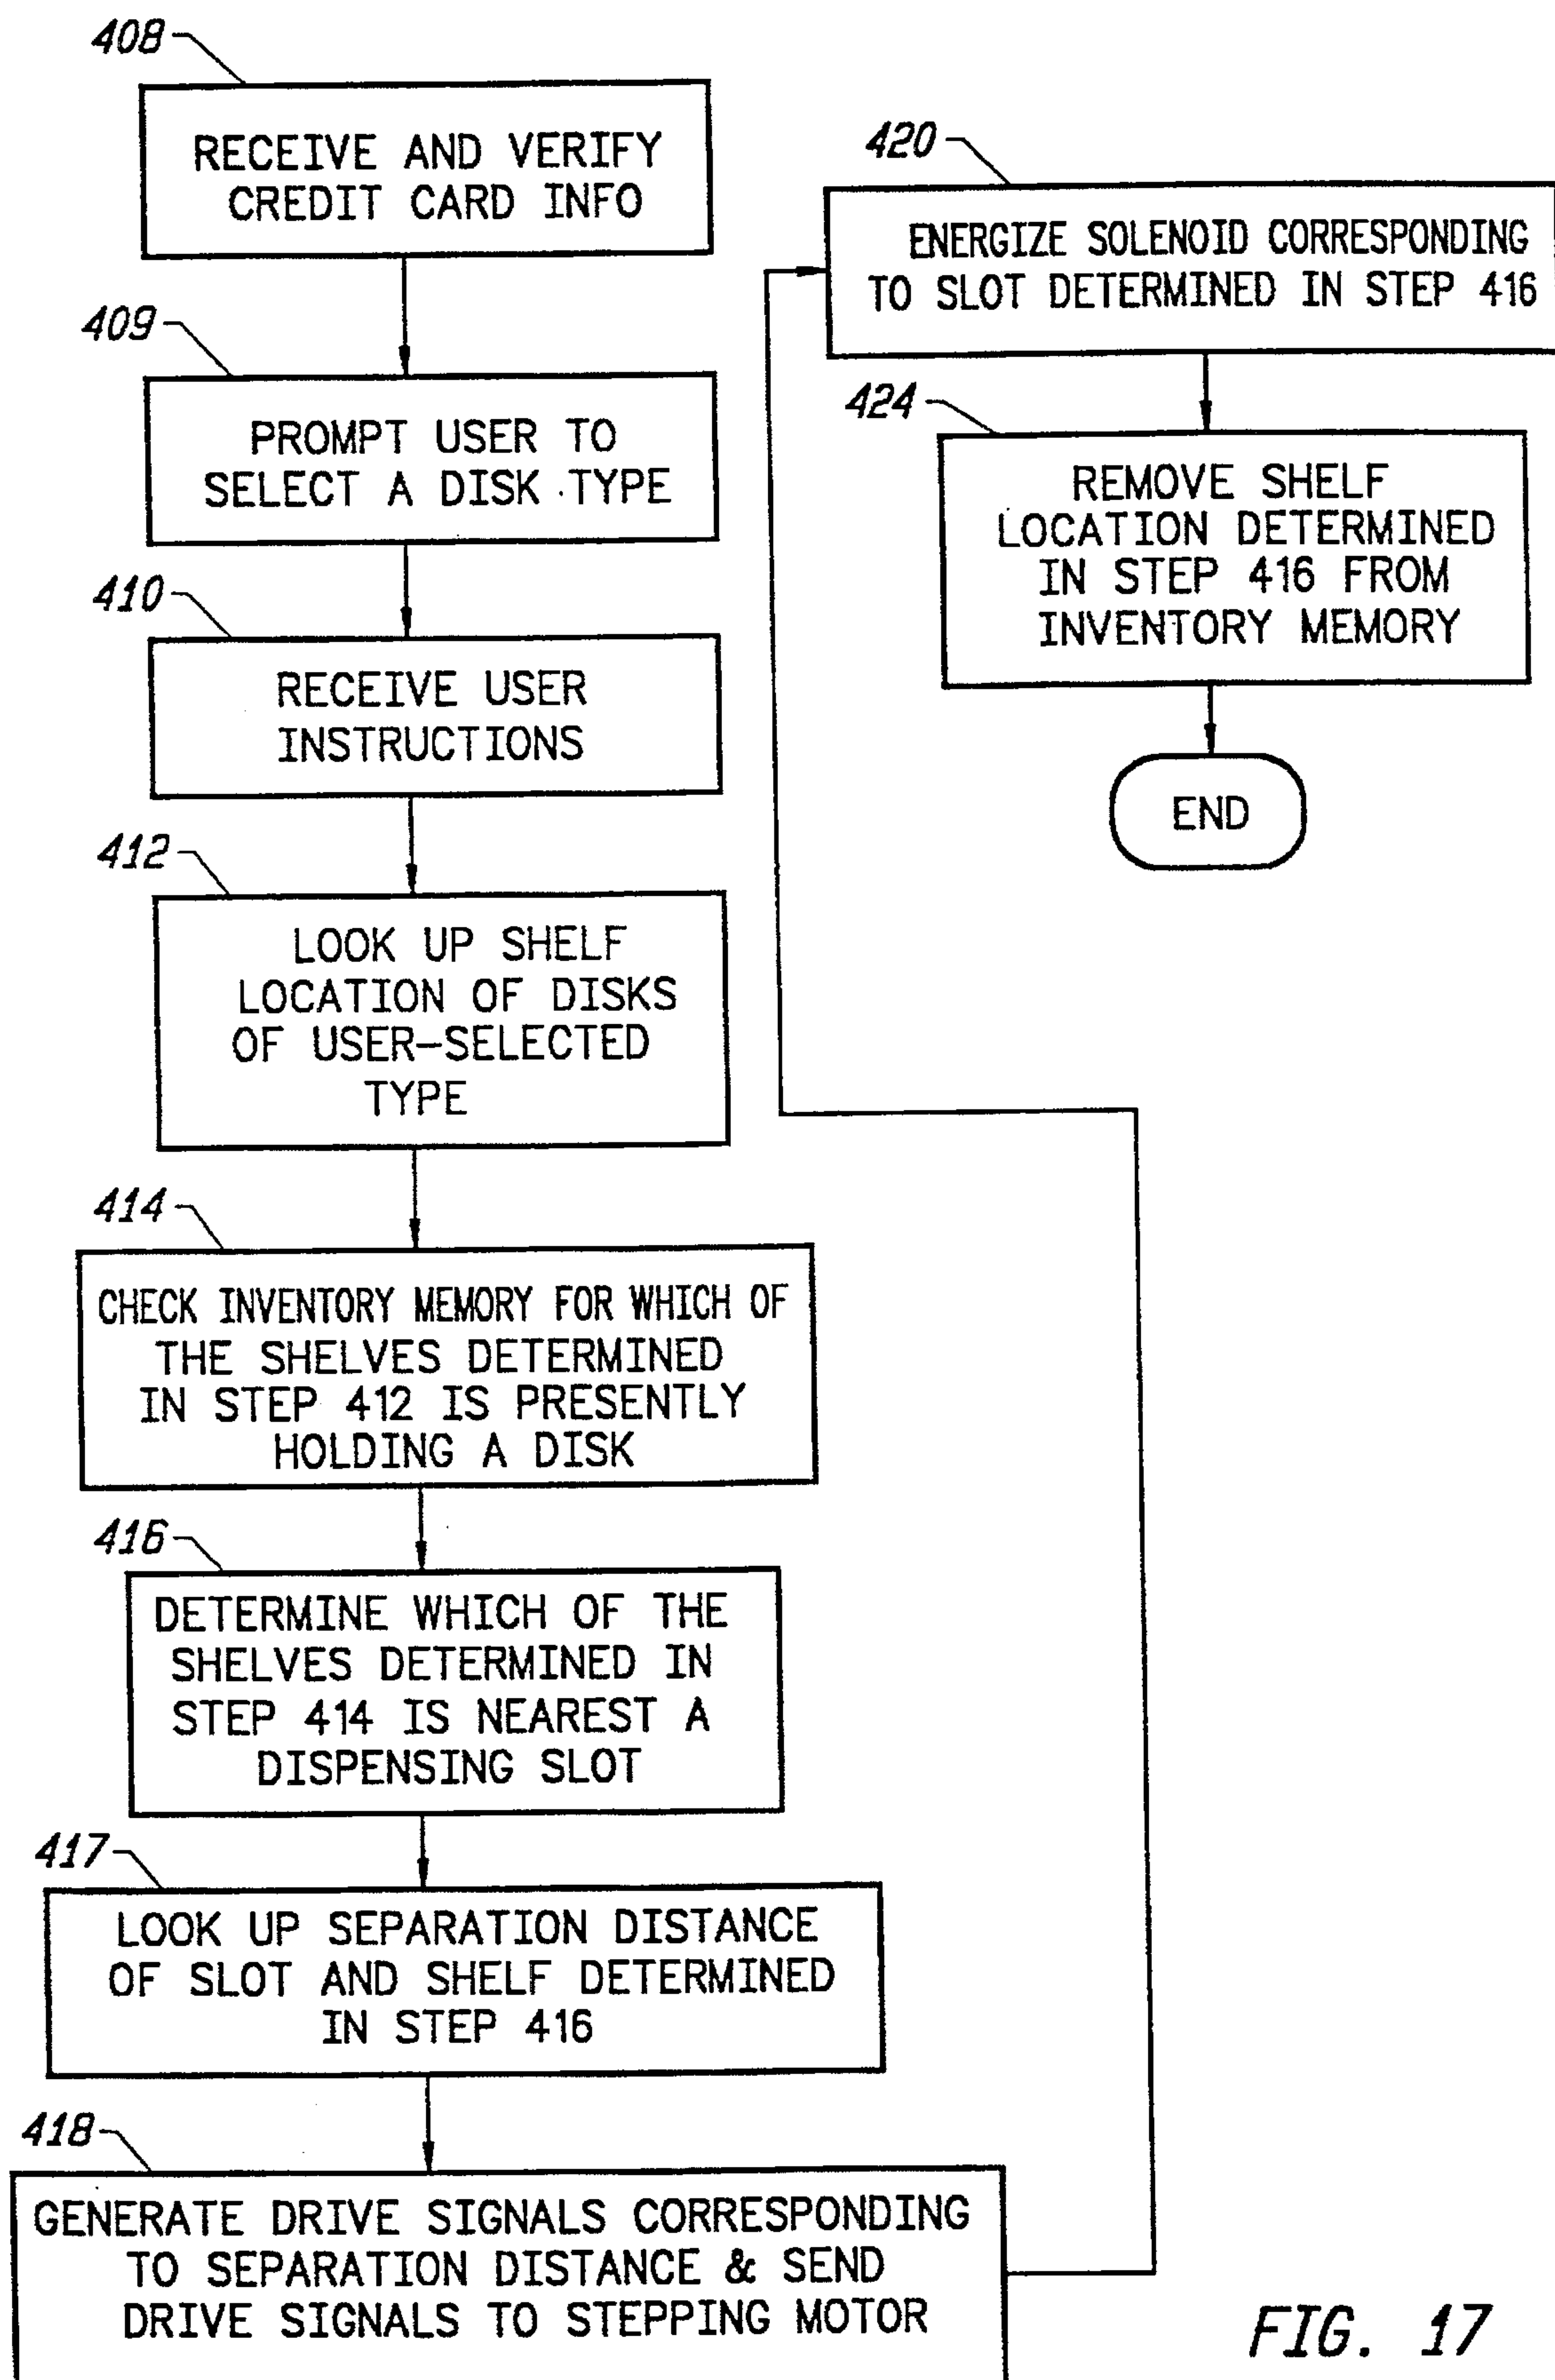 408
RECEIVE AND VERIFY
CREDIT CARD INFO
409
PROMPT USER TO
SELECT A DISK TYPE
410
RECEIVE USER
INSTRUCTIONS
412
LOOK UP SHELF
LOCATION OF DISKS
OF USER-SELECTED
TYPE
414
CHECK INVENTORY MEMORY FOR WHICH OF
THE SHELVES DETERMINED
IN STEP 412 IS PRESENTLY
HOLDING A DISK
416
DETERMINE WHICH OF THE
SHELVES DETERMINED IN
STEP 414 IS NEAREST A
DISPENSING SLOT
417
LOOK UP SEPARATION DISTANCE
OF SLOT AND SHELF DETERMINED
IN STEP 416
418
GENERATE DRIVE SIGNALS CORRESPONDING
TO SEPARATION DISTANCE & SEND
DRIVE SIGNALS TO STEPPING MOTOR
420
ENERGIZE SOLENOID CORRESPONDING
TO SLOT DETERMINED IN STEP 416
424
REMOVE SHELF
LOCATION DETERMINED
IN STEP 416 FROM
INVENTORY MEMORY
END
FIG. 17